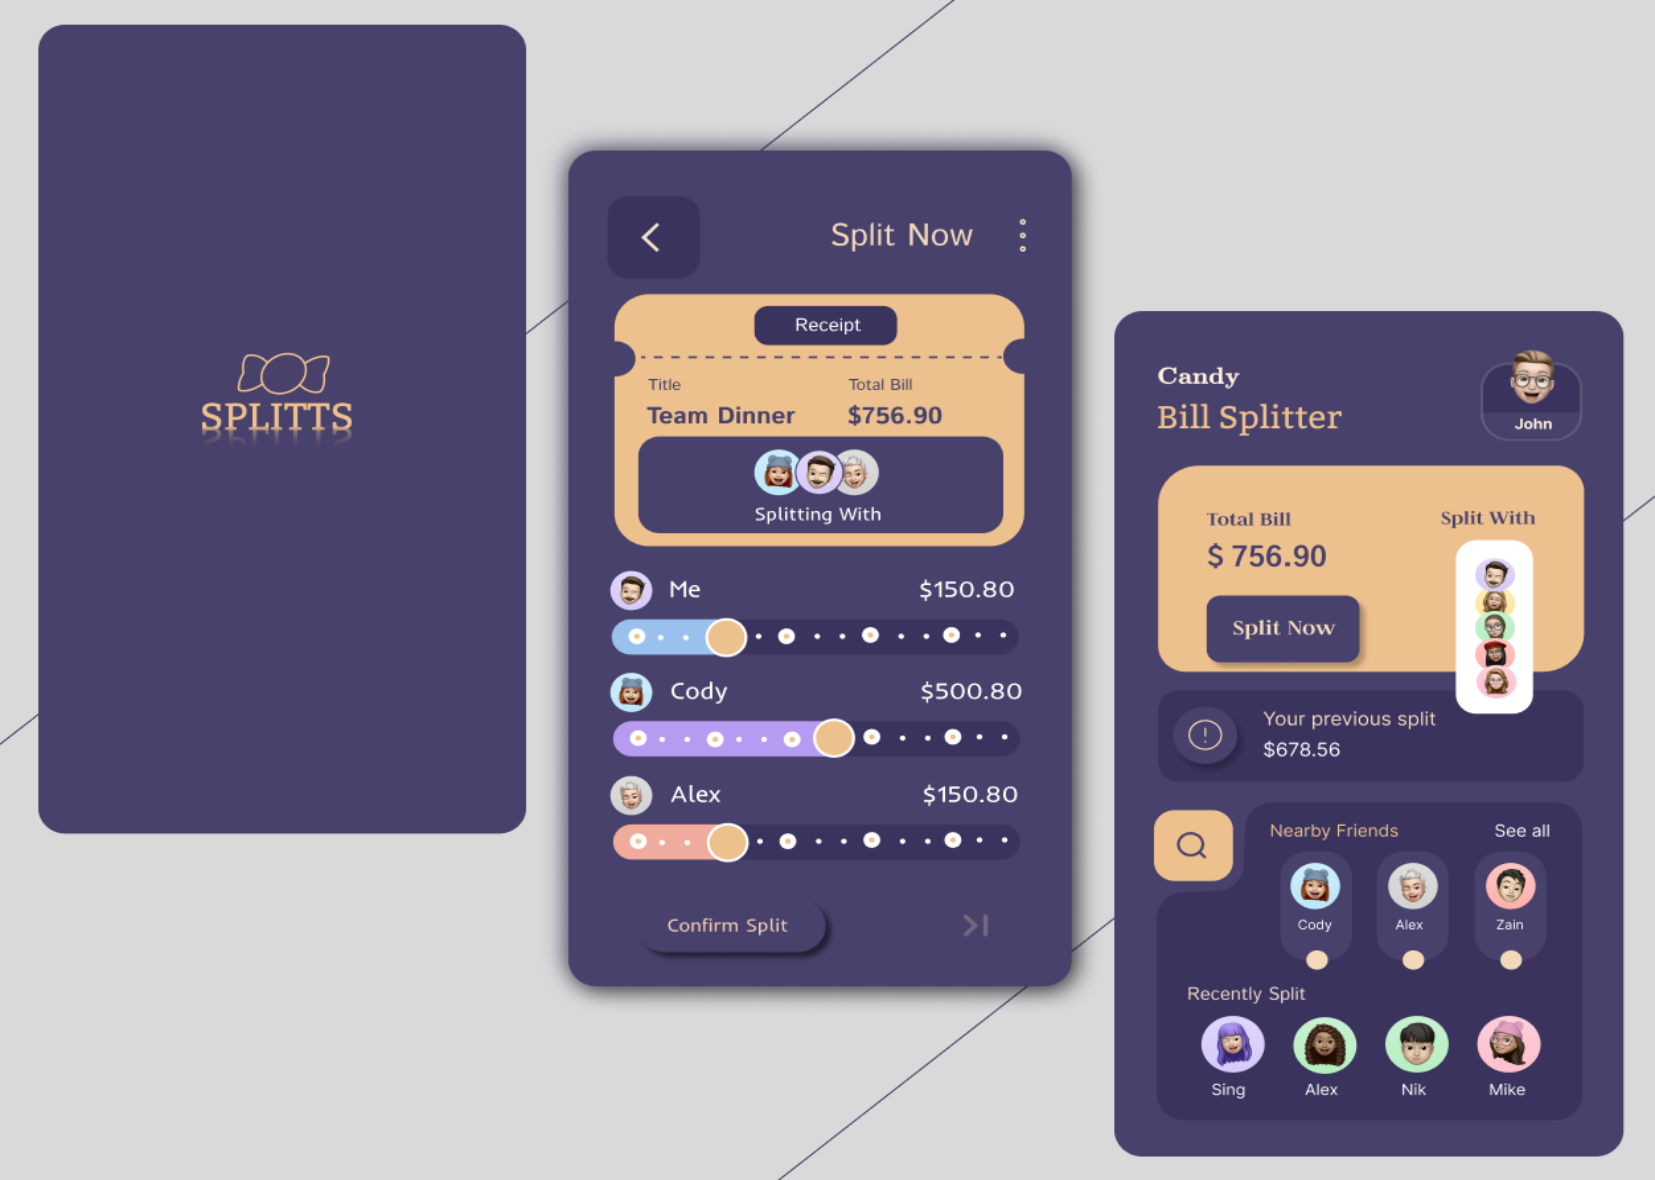 SPLITTS
Split Now
Receipt
Title
Total Bill
Team Dinner
$756.90
Splitting With
Me
$150.80
Cody
$500.80
Alex
$150.80
Confirm Split
Candy
Bill Splitter
John
Total Bill
Split With
$ 756.90
Split Now
Your previous split
$678.56
Nearby Friends
See all
Cody
Alex
Zain
Recently Split
Sing
Alex
Nik
Mike